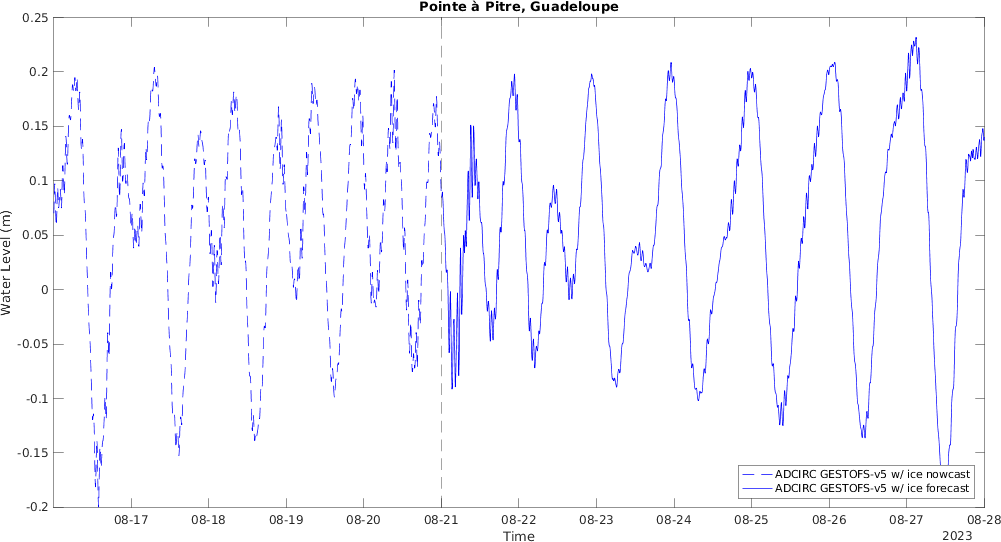 Pointe à Pitre, Guadeloupe
0.25
0.2
0.15
0.1
0.05
0
-0.05
-0.1
-0.15
-0.2
Water Level (m)
ADCIRC GESTOFS-v5 w/ ice nowcast
ADCIRC GESTOFS-v5 w/ ice forecast
08-17 08-18 08-19 08-20 08-21 08-22 08-23 08-24 08-25 08-26 08-27 08-28
Time
2023